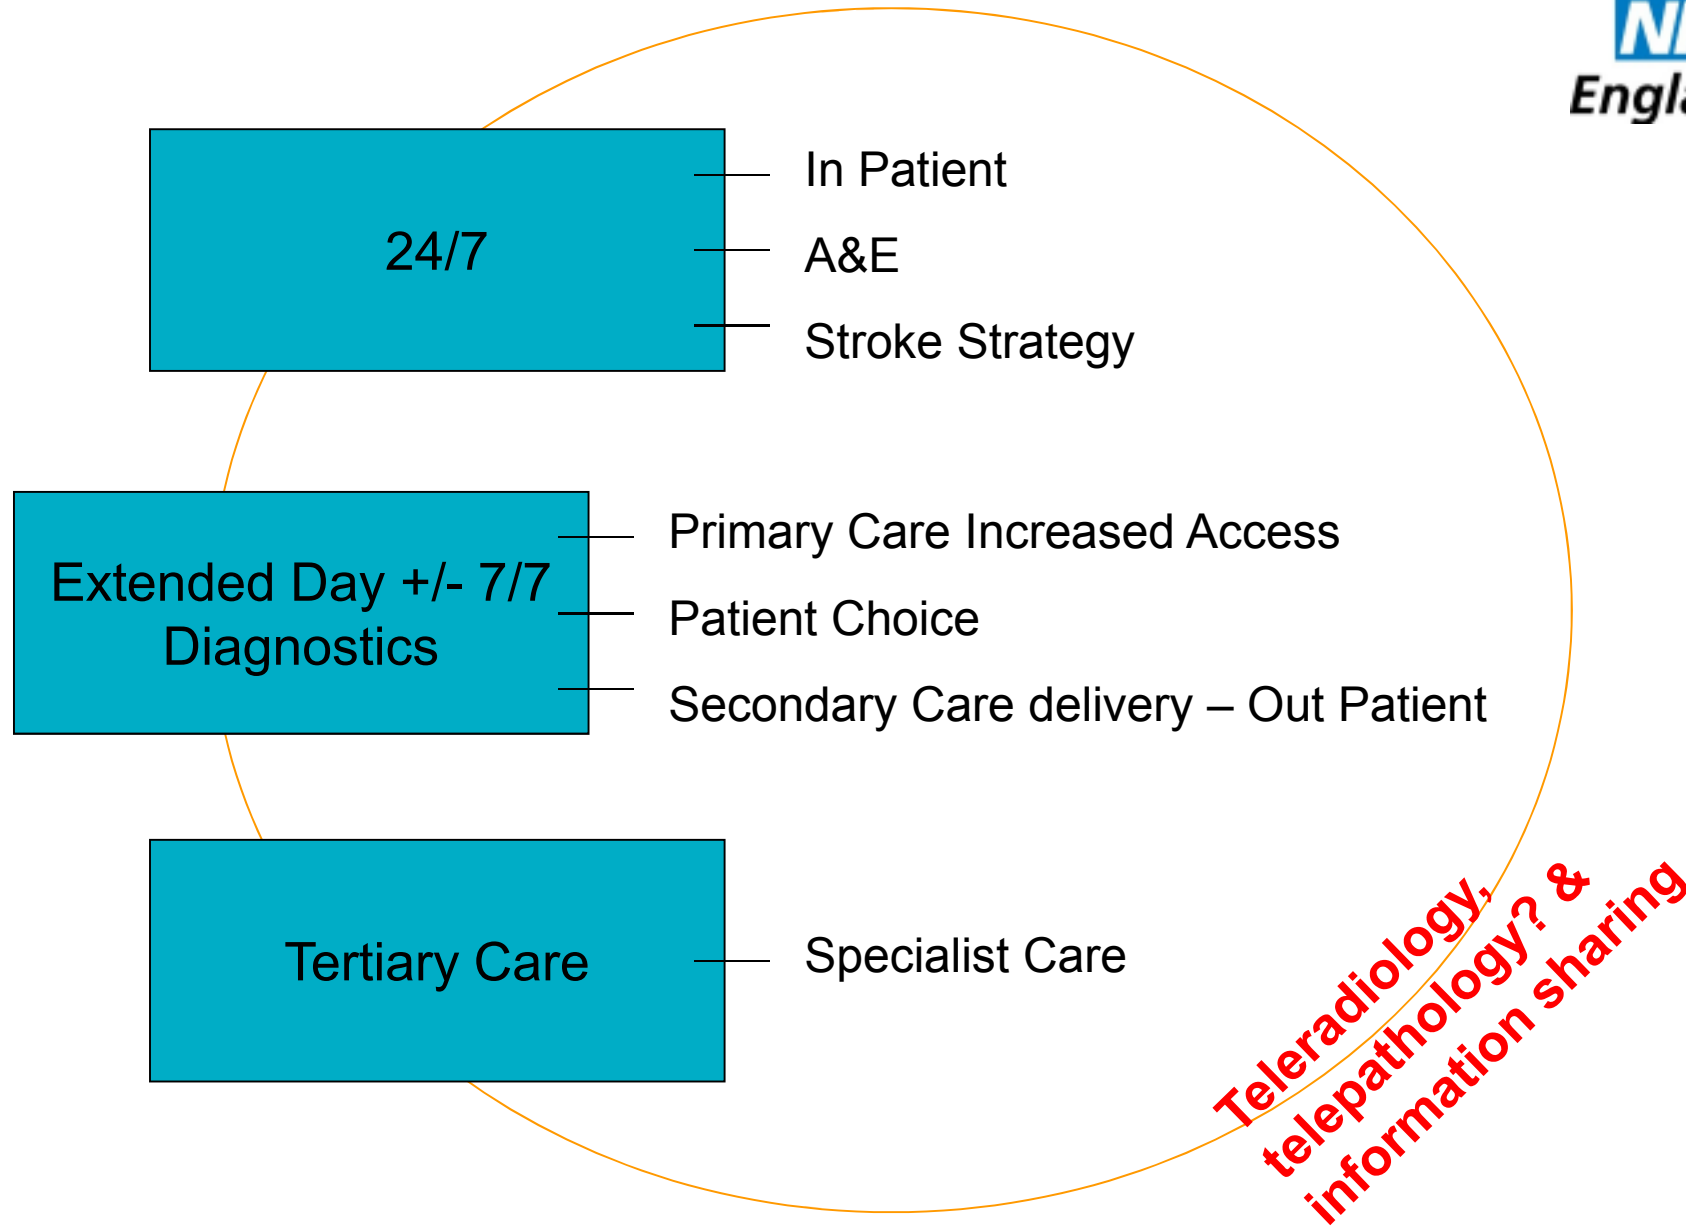 24/7
In Patient
A&E
Stroke Strategy
Extended Day +/- 7/7
Diagnostics
Primary Care Increased Access
Patient Choice
Secondary Care delivery – Out Patient
Tertiary Care
Specialist Care
Teleradiology,
telepathology? &
information sharing